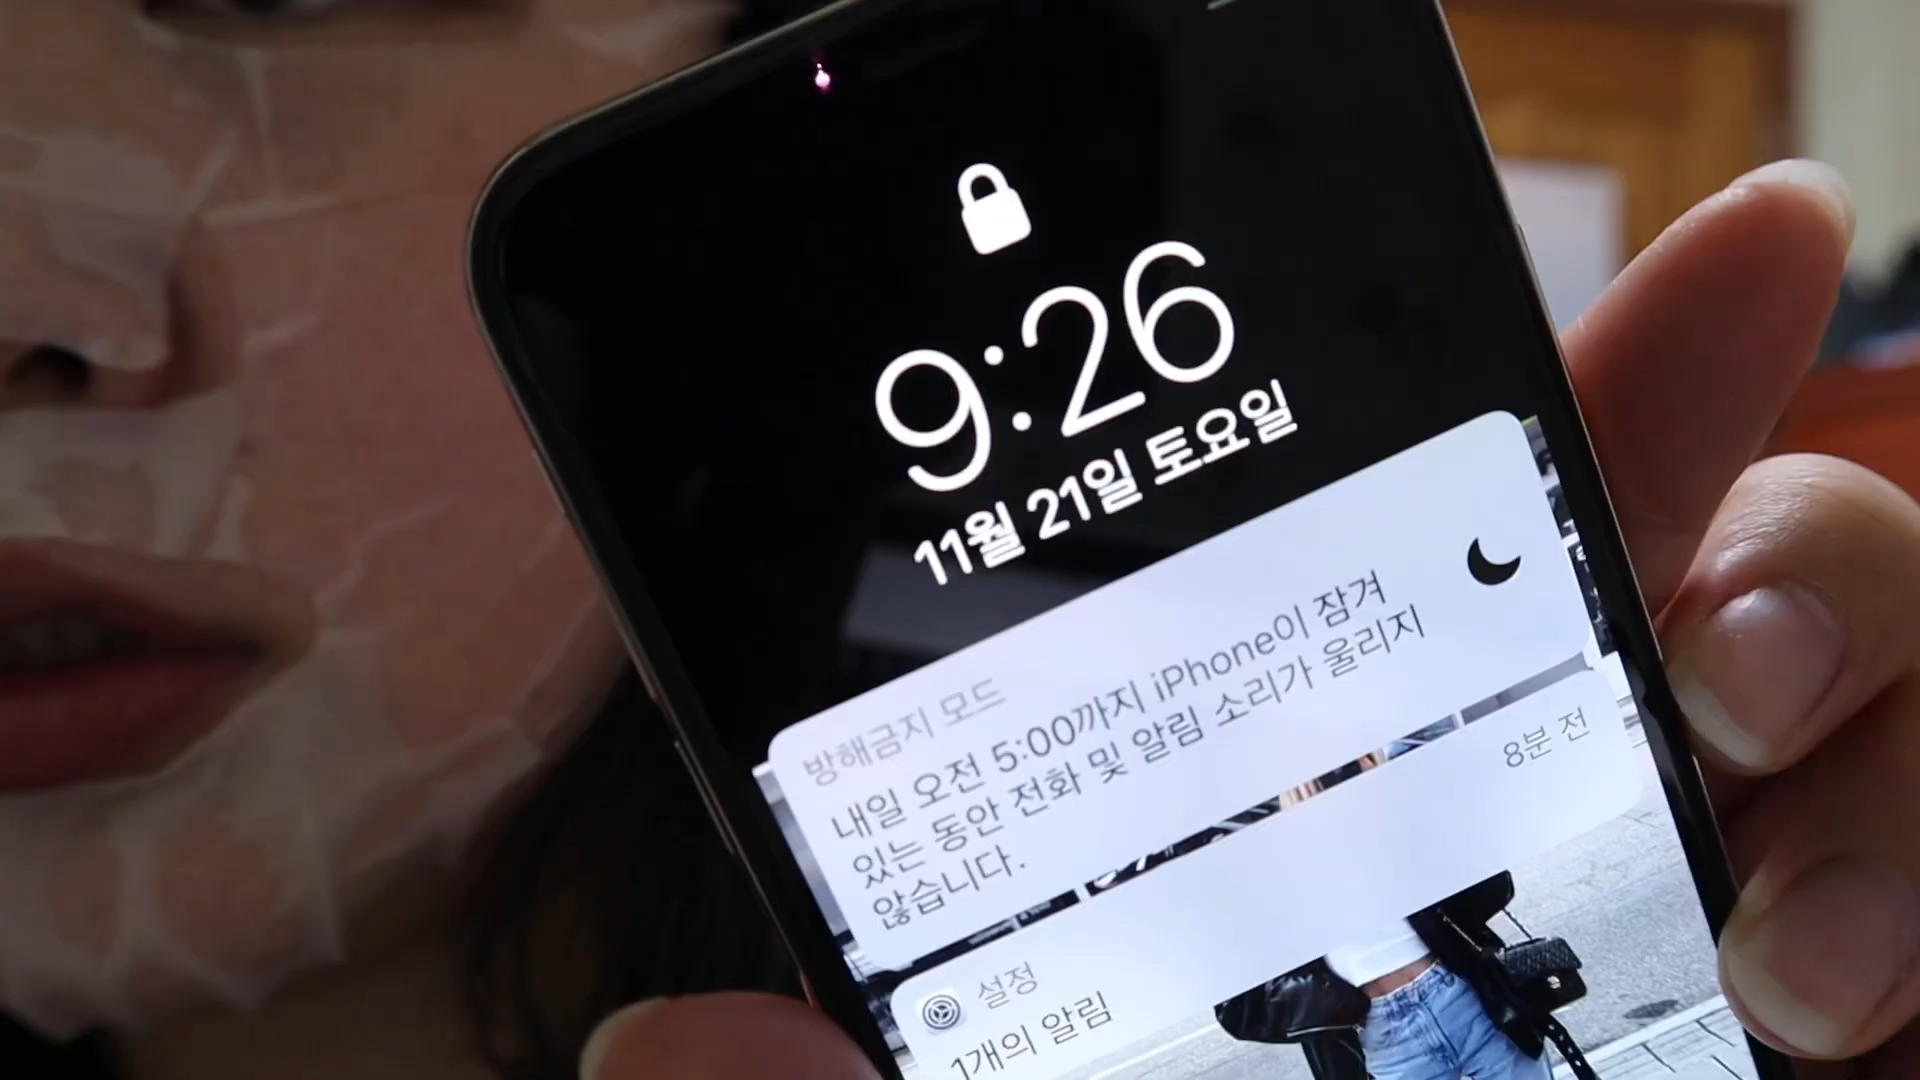 9:26
11월 21일 토요일
방해금지 모드
내일 오전 5:00까지 iPhone이 잠겨
있는 동안 전화 및 알림 소리가 울리지
않습니다.
설정
8분 전
1개의 알림